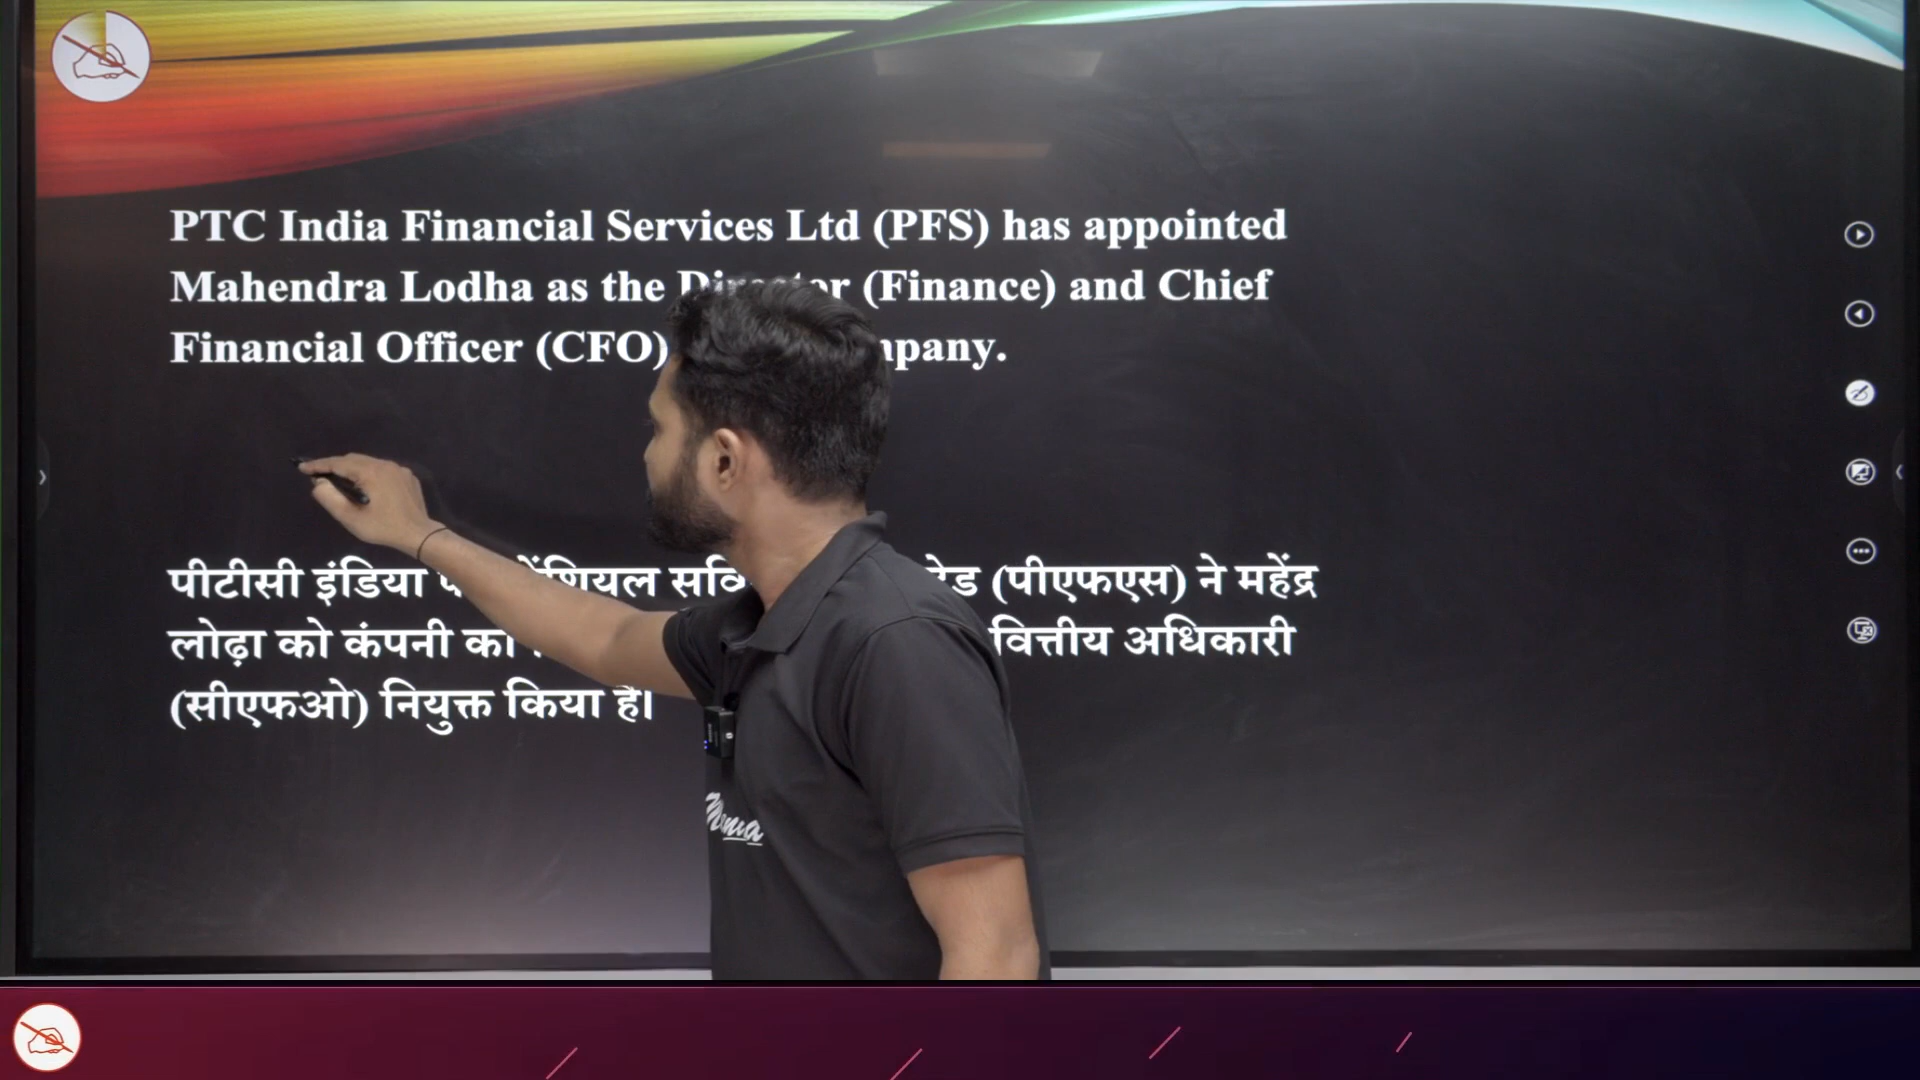 PTC India Financial Services Ltd (PFS) has appointed
Mahendra Lodha as the Director (Finance) and Chief
Financial Officer (CFO)
पीटीसी इंडिया (पीएफएस) ने महेंद्र
लोढ़ा को कंपनी का वित्तीय अधिकारी
(सीएफओ) नियुक्त किया है।